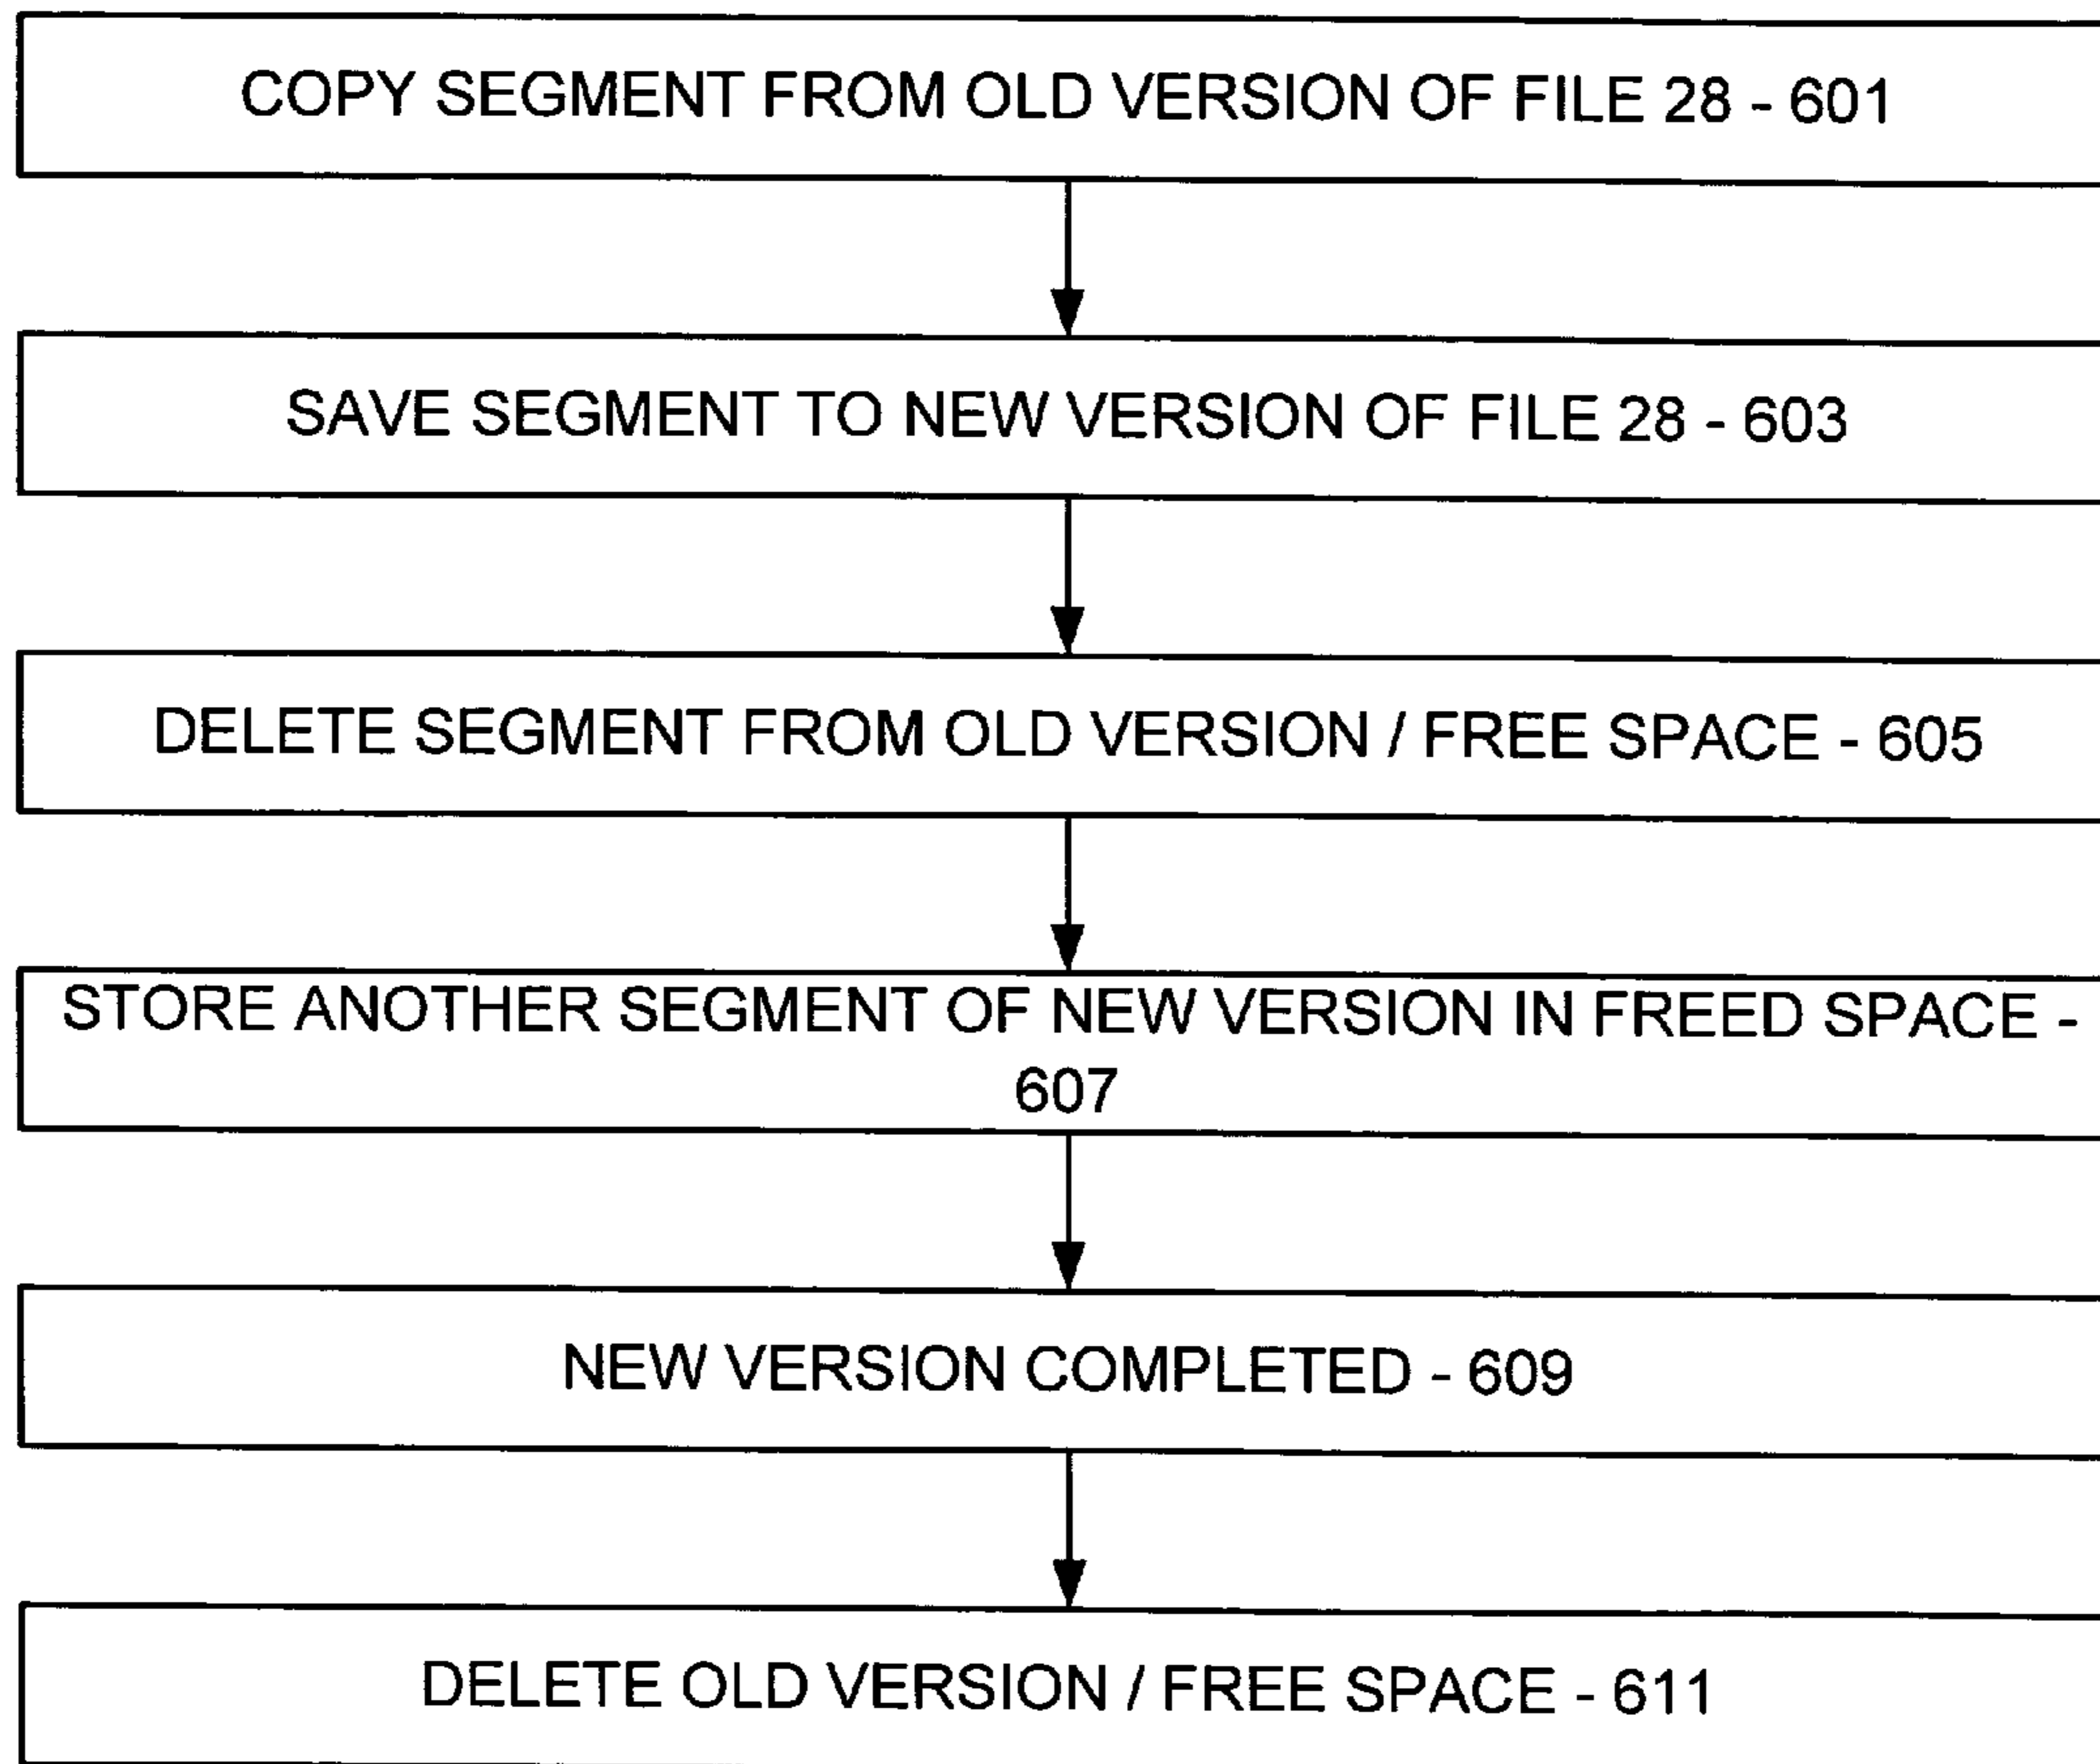 COPY SEGMENT FROM OLD VERSION OF FILE 28 - 601
SAVE SEGMENT TO NEW VERSION OF FILE 28 - 603
DELETE SEGMENT FROM OLD VERSION / FREE SPACE - 605
STORE ANOTHER SEGMENT OF NEW VERSION IN FREED SPACE -
607
NEW VERSION COMPLETED - 609
DELETE OLD VERSION / FREE SPACE - 611